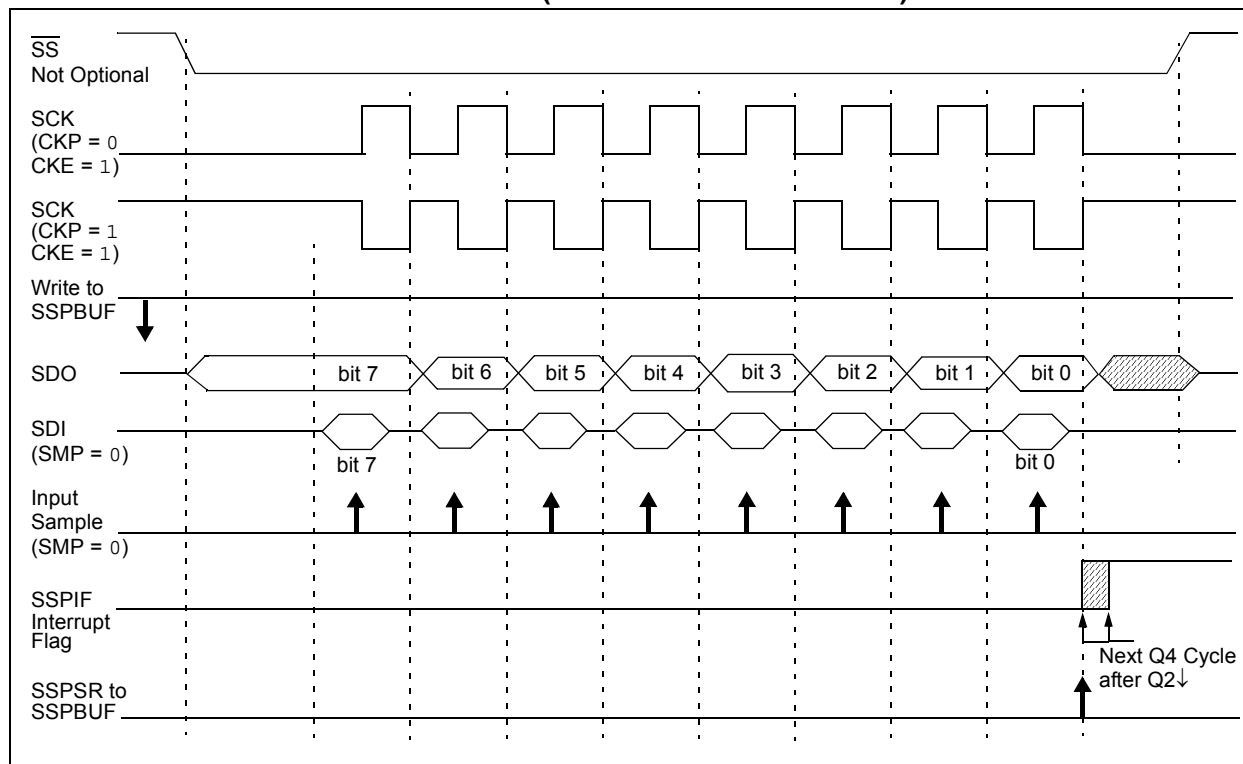 SS
Not Optional
SCK
(CKP = 0
CKE = 1)
SCK
(CKP = 1
CKE = 1)
Write to
SSPBUF
SDO
bit 7 bit 6 bit 5 bit 4 bit 3 bit 2 bit 1 bit 0
SDI
(SMP = 0)
bit 7 bit 0
Input
Sample
(SMP = 0)
SSPIF
Interrupt
Flag
Next Q4 Cycle
after Q2↓
SSPSR to
SSPBUF